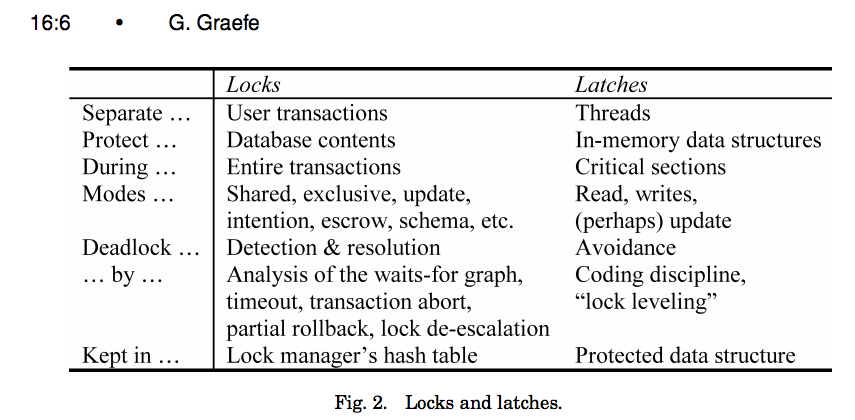 16:6 • G. Graefe
Locks Latches
Separate … User transactions Threads
Protect … Database contents In-memory data structures
During … Entire transactions Critical sections
Modes … Shared, exclusive, update, Read, writes,
intention, escrow, schema, etc. (perhaps) update
Deadlock … Detection & resolution Avoidance
… by … Analysis of the waits-for graph, Coding discipline,
timeout, transaction abort, “lock leveling”
partial rollback, lock de-escalation
Kept in … Lock manager’s hash table Protected data structure
Fig. 2. Locks and latches.